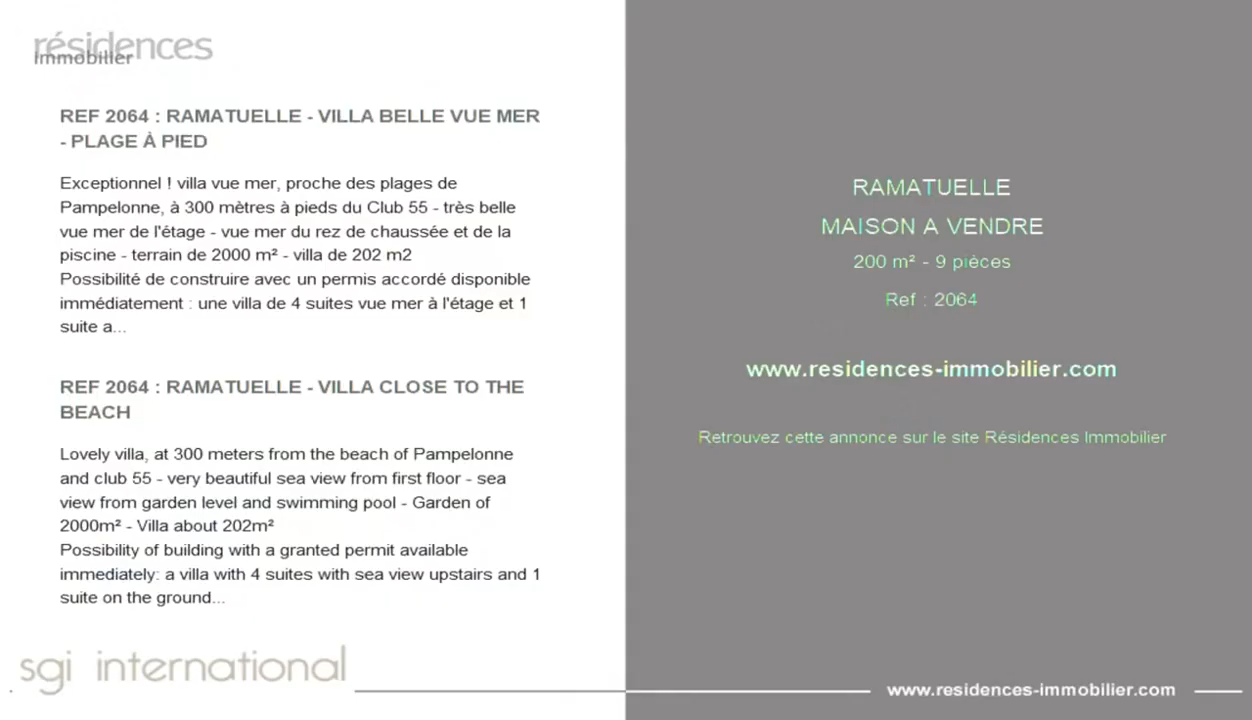 résidences
Immobilier
REF 2064 : RAMATUELLE - VILLA BELLE VUE MER
- PLAGE À PIED
Exceptionnel ! villa vue mer, proche des plages de
Pampelonne, à 300 mètres à pieds du Club 55 - très belle
vue mer de l'étage - vue mer du rez de chaussée et de la
piscine - terrain de 2000 m² - villa de 202 m2
Possibilité de construire avec un permis accordé disponible
immédiatement : une villa de 4 suites vue mer à l'étage et 1
suite a...
REF 2064 : RAMATUELLE - VILLA CLOSE TO THE
BEACH
Lovely villa, at 300 meters from the beach of Pampelonne
and club 55 - very beautiful sea view from first floor - sea
view from garden level and swimming pool - Garden of
2000m² - Villa about 202m²
Possibility of building with a granted permit available
immediately: a villa with 4 suites with sea view upstairs and 1
suite on the ground...
sgi international
RAMATUELLE
MAISON A VENDRE
200 m² - 9 pièces
Ref : 2064
www.residences-immobilier.com
Retrouvez cette annonce sur le site Résidences Immobilier
www.residences-immobilier.com